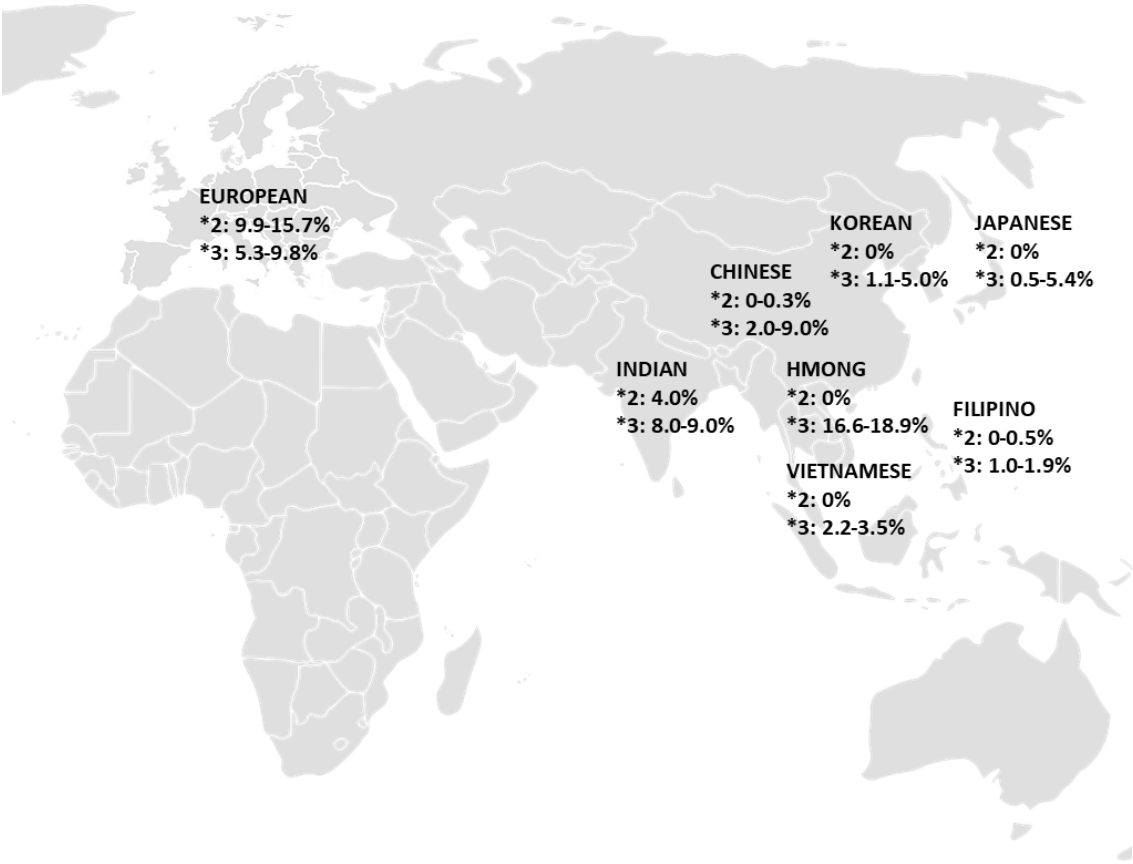 EUROPEAN
*2: 9.9-15.7%
*3: 5.3-9.8%
KOREAN
*2: 0%
*3: 1.1-5.0%
JAPANESE
*2: 0%
*3: 0.5-5.4%
CHINESE
*2: 0-0.3%
*3: 2.0-9.0%
INDIAN
*2: 4.0%
*3: 8.0-9.0%
HMONG
*2: 0%
*3: 16.6-18.9%
FILIPINO
*2: 0-0.5%
*3: 1.0-1.9%
VIETNAMESE
*2: 0%
*3: 2.2-3.5%